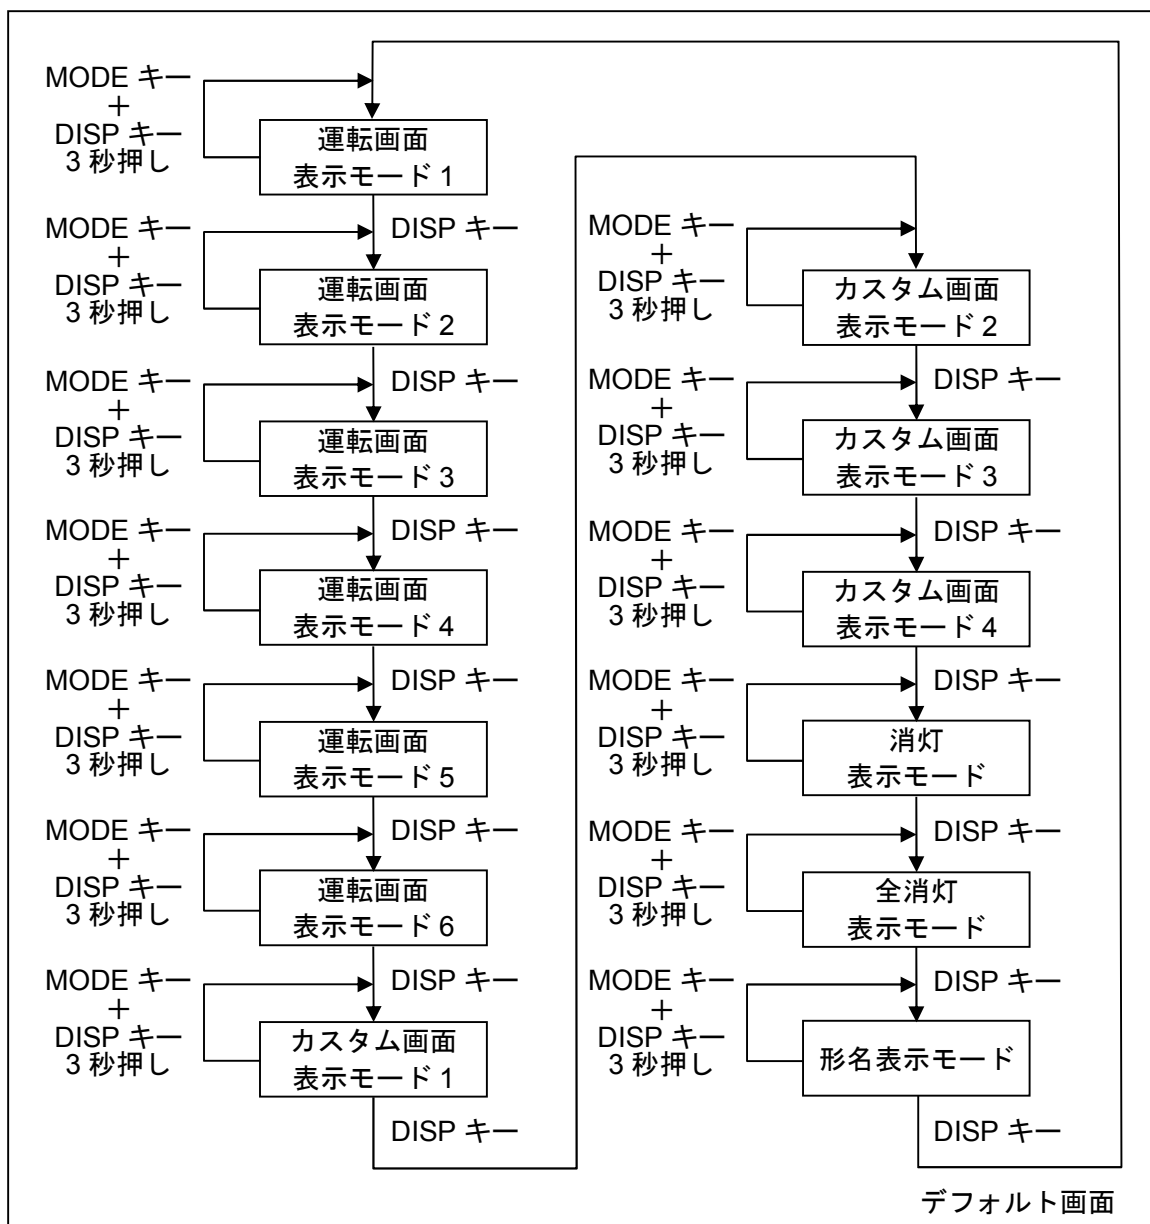 MODE キー
＋
DISP キー
3 秒押し
運転画面
表示モード 1
DISP キー
MODE キー
＋
DISP キー
3 秒押し
運転画面
表示モード 2
DISP キー
MODE キー
＋
DISP キー
3 秒押し
運転画面
表示モード 3
DISP キー
MODE キー
＋
DISP キー
3 秒押し
運転画面
表示モード 4
DISP キー
MODE キー
＋
DISP キー
3 秒押し
運転画面
表示モード 5
DISP キー
MODE キー
＋
DISP キー
3 秒押し
運転画面
表示モード 6
DISP キー
MODE キー
＋
DISP キー
3 秒押し
カスタム画面
表示モード 1
DISP キー
MODE キー
＋
DISP キー
3 秒押し
カスタム画面
表示モード 2
DISP キー
MODE キー
＋
DISP キー
3 秒押し
カスタム画面
表示モード 3
DISP キー
MODE キー
＋
DISP キー
3 秒押し
カスタム画面
表示モード 4
DISP キー
MODE キー
＋
DISP キー
3 秒押し
消灯
表示モード
DISP キー
MODE キー
＋
DISP キー
3 秒押し
全消灯
表示モード
DISP キー
MODE キー
＋
DISP キー
3 秒押し
形名表示モード
DISP キー
デフォルト画面